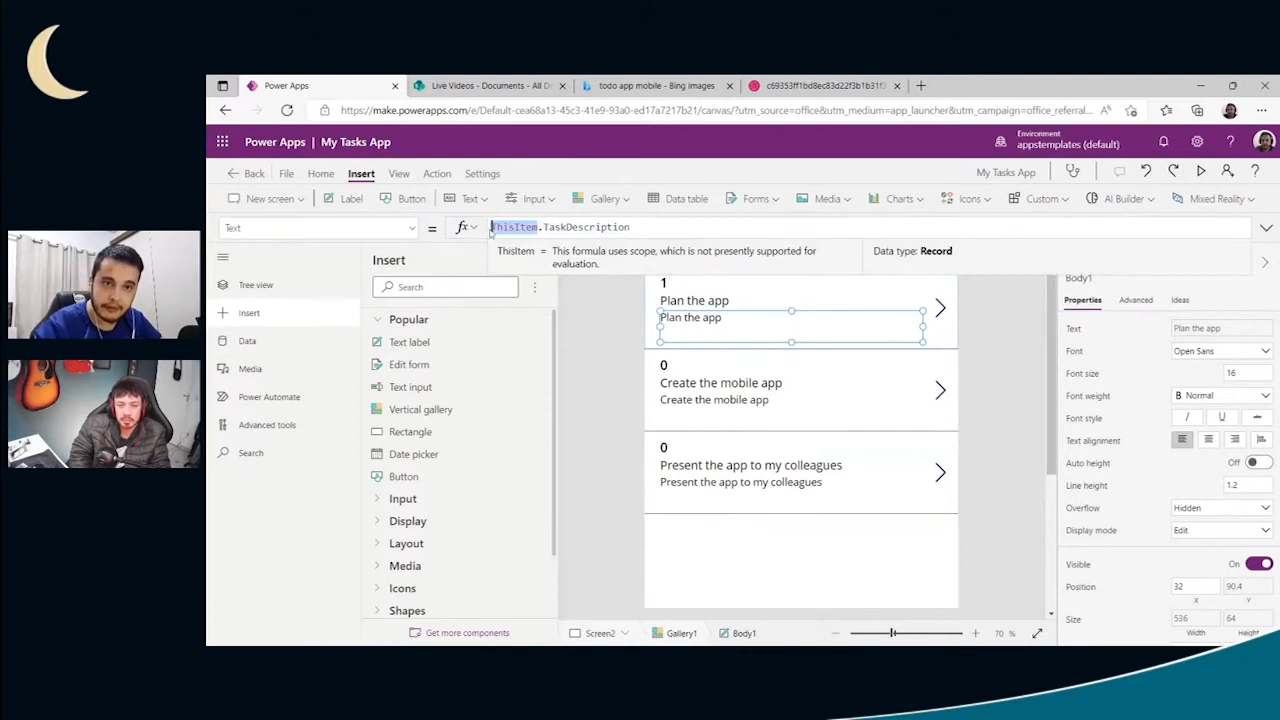 Power Apps
Live Videos - Documents - All D
todo app mobile - Bing images
c69353ff1bd8ec83d22f3b1b31f3
https://make.powerapps.com/e/Default-cea68a13-45c3-41e9-93a0-ed17a7217b21/canvas/?utm_source=office&utm_medium=app_launcher&utm_campaign=office_referral...
Power Apps | My Tasks App
Environment
appstemplates (default)
Back File Home Insert View Action Settings
My Tasks App
New screen Label Button Text Input Gallery Data table Forms Media Charts Icons Custom AI Builder Mixed Reality
Text = fx ThisItem.TaskDescription
ThisItem = This formula uses scope, which is not presently supported for evaluation.
Data type: Record
Tree view
Insert
Data
Media
Power Automate
Advanced tools
Search
Insert
Search
Popular
Text label
Edit form
Text input
Vertical gallery
Rectangle
Date picker
Button
Input
Display
Layout
Media
Icons
Shapes
Get more components
1
Plan the app
Plan the app
0
Create the mobile app
Create the mobile app
0
Present the app to my colleagues
Present the app to my colleagues
Screen2 Gallery1 Body1
70 %
Body1
Properties Advanced Ideas
Text Plan the app
Font Open Sans
Font size 16
Font weight B Normal
Font style / U
Text alignment
Auto height Off
Line height 1.2
Overflow Hidden
Display mode Edit
Visible On
Position 32 90.4
X Y
Size 536 64
Width Height